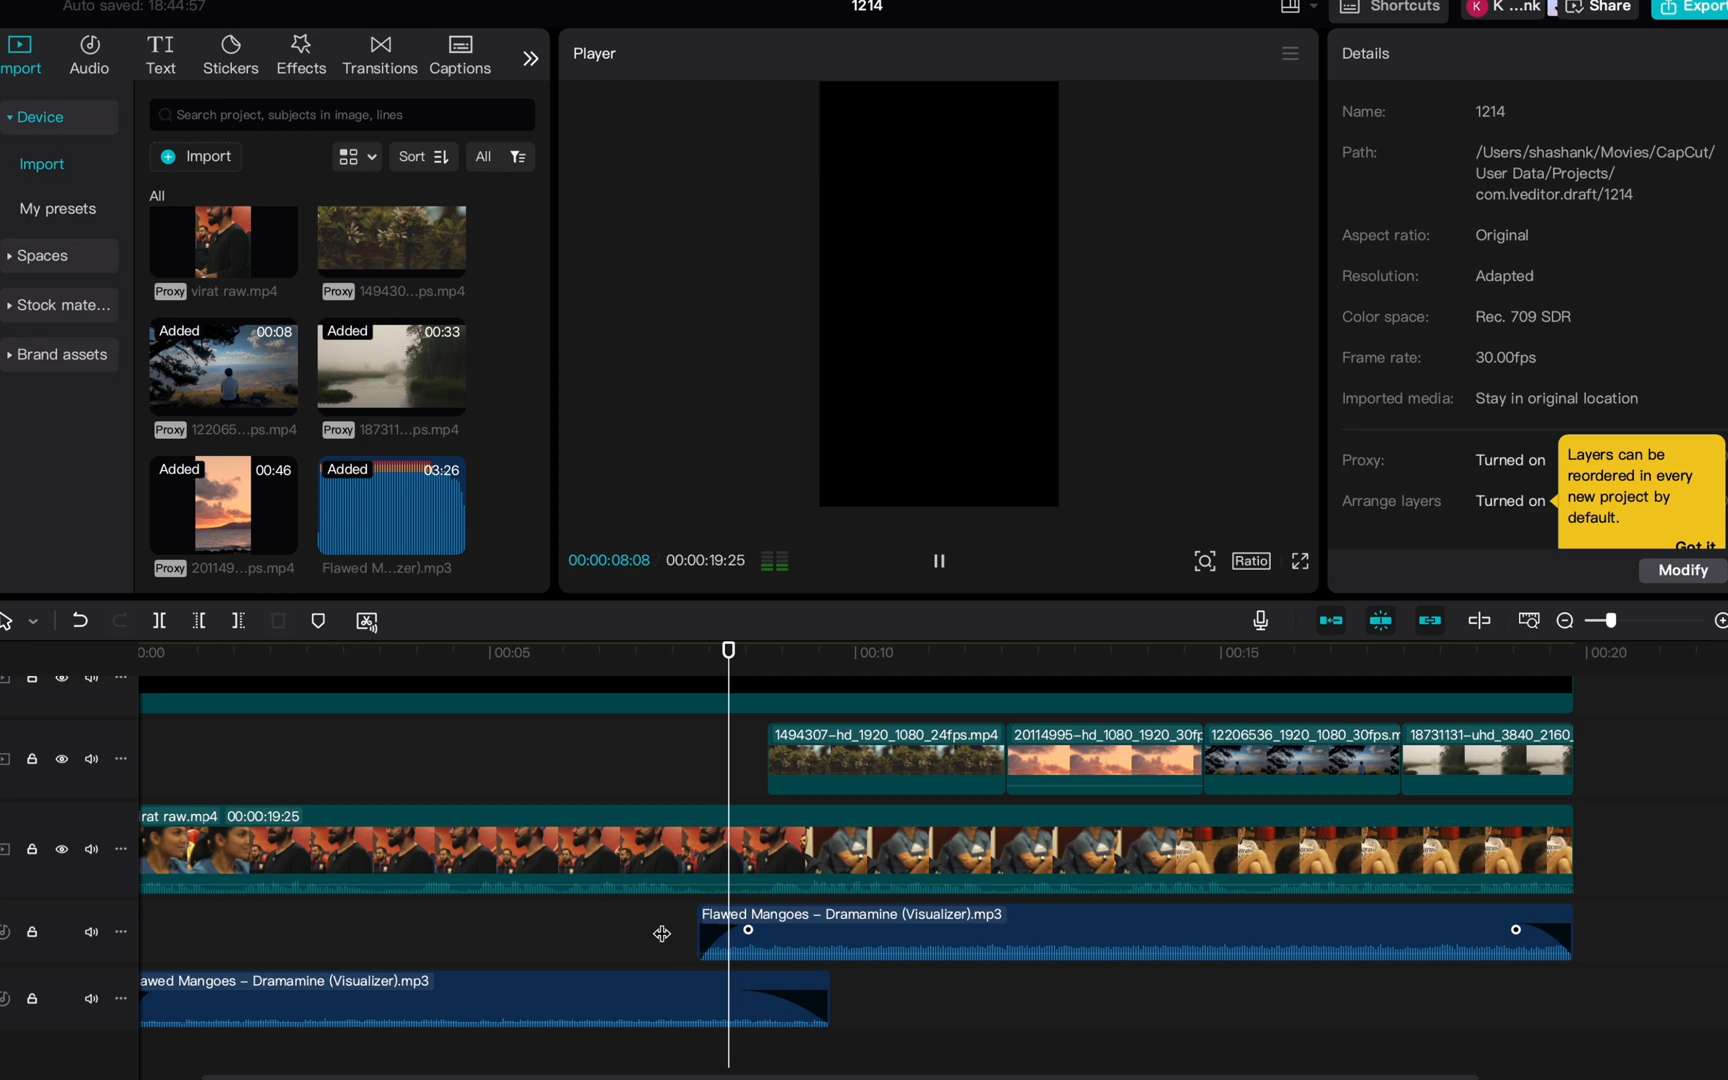 Auto saved: 18:44:57
1214
Shortcuts
K
K ...nk
Share
Export
mport
Audio
TI
Text
Stickers
Effects
Transitions
Captions
Player
Details
Device
Import
My presets
Spaces
Stock mate...
Brand assets
Search project, subjects in image, lines
Import
Sort
All
All
Proxy virat raw.mp4
Proxy 149430...ps.mp4
Added 00:08
Added 00:33
Proxy 122065...ps.mp4
Proxy 187311...ps.mp4
Added 00:46
Added 03:26
Proxy 201149...ps.mp4
Flawed M...zer).mp3
00:00:08:08 / 00:00:19:25
Ratio
Name: 1214
Path: /Users/shashank/Movies/CapCut/
User Data/Projects/
com.lveditor.draft/1214
Aspect ratio: Original
Resolution: Adapted
Color space: Rec. 709 SDR
Frame rate: 30.00fps
Imported media: Stay in original location
Proxy: Turned on
Arrange layers Turned on
Layers can be
reordered in every
new project by
default.
Got it
Modify
0:00
00:05
00:10
00:15
00:20
1494307-hd_1920_1080_24fps.mp4
20114995-hd_1080_1920_30fp
12206536_1920_1080_30fps.m
18731131-uhd_3840_2160_
rat raw.mp4 00:00:19:25
Flawed Mangoes – Dramamine (Visualizer).mp3
awed Mangoes – Dramamine (Visualizer).mp3